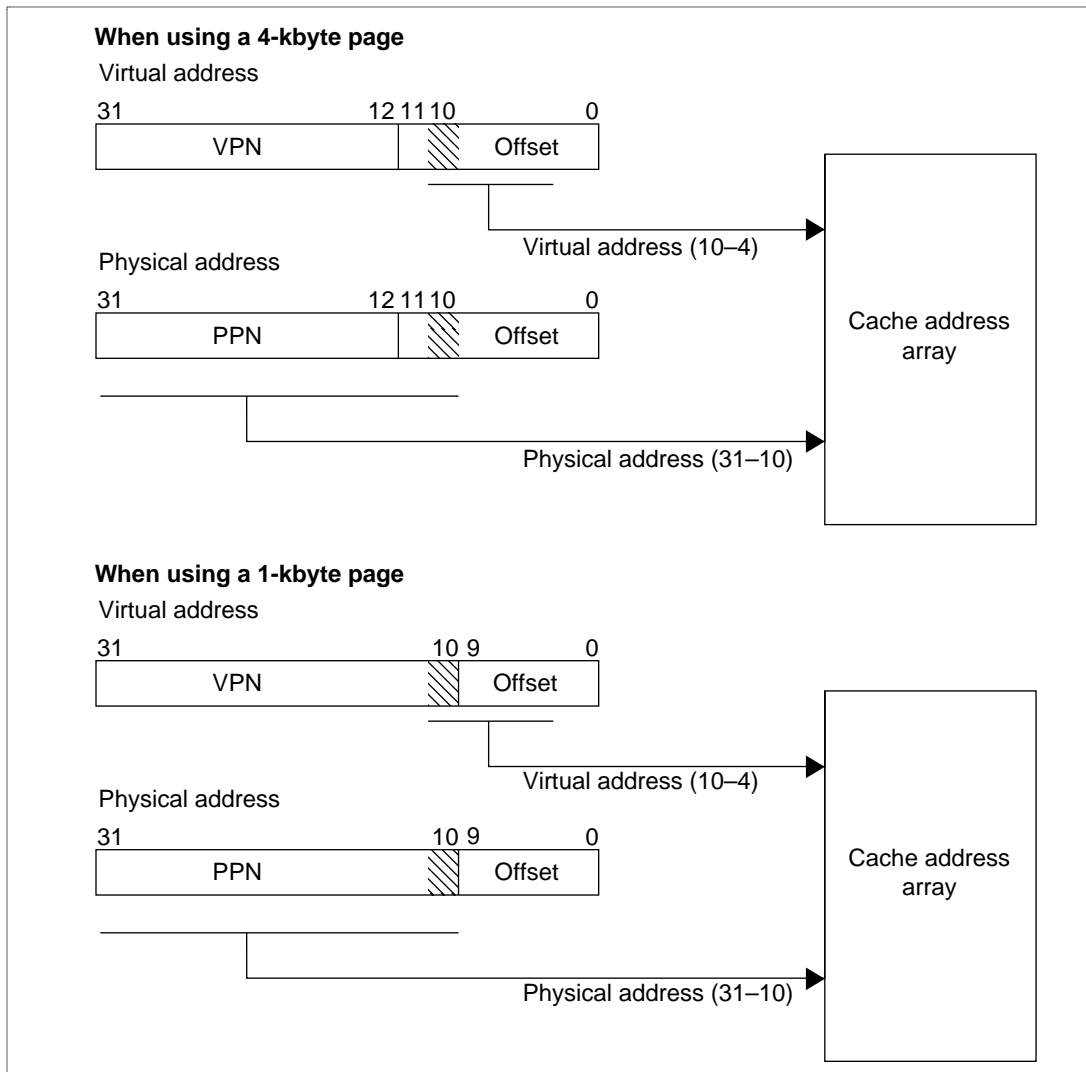 When using a 4-kbyte page
Virtual address
31 12 11 10 0
VPN Offset
Virtual address (10–4)
Physical address
31 12 11 10 0
PPN Offset
Physical address (31–10)
Cache address
array
When using a 1-kbyte page
Virtual address
31 10 9 0
VPN Offset
Virtual address (10–4)
Physical address
31 10 9 0
PPN Offset
Physical address (31–10)
Cache address
array